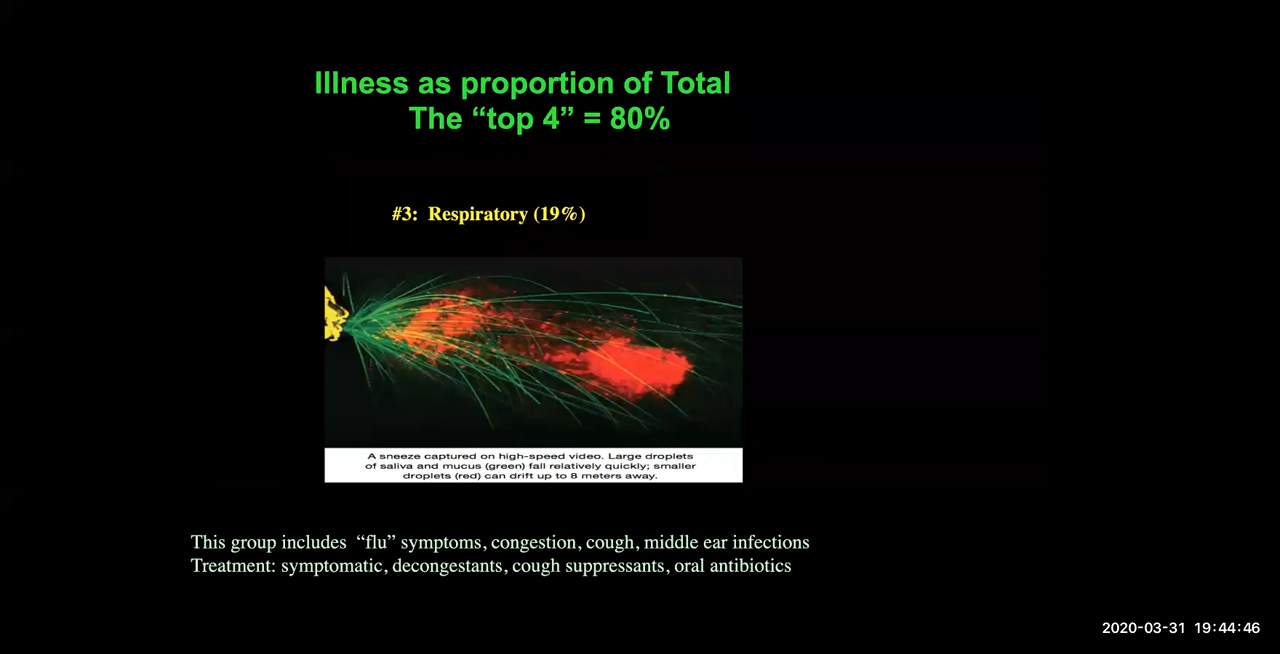 Illness as proportion of Total
The “top 4” = 80%
#3: Respiratory (19%)
A sneeze captured on high-speed video. Large droplets
of saliva and mucus (green) fall relatively quickly; smaller
droplets (red) can drift up to 8 meters away.
This group includes “flu” symptoms, congestion, cough, middle ear infections
Treatment: symptomatic, decongestants, cough suppressants, oral antibiotics
2020-03-31 19:44:46